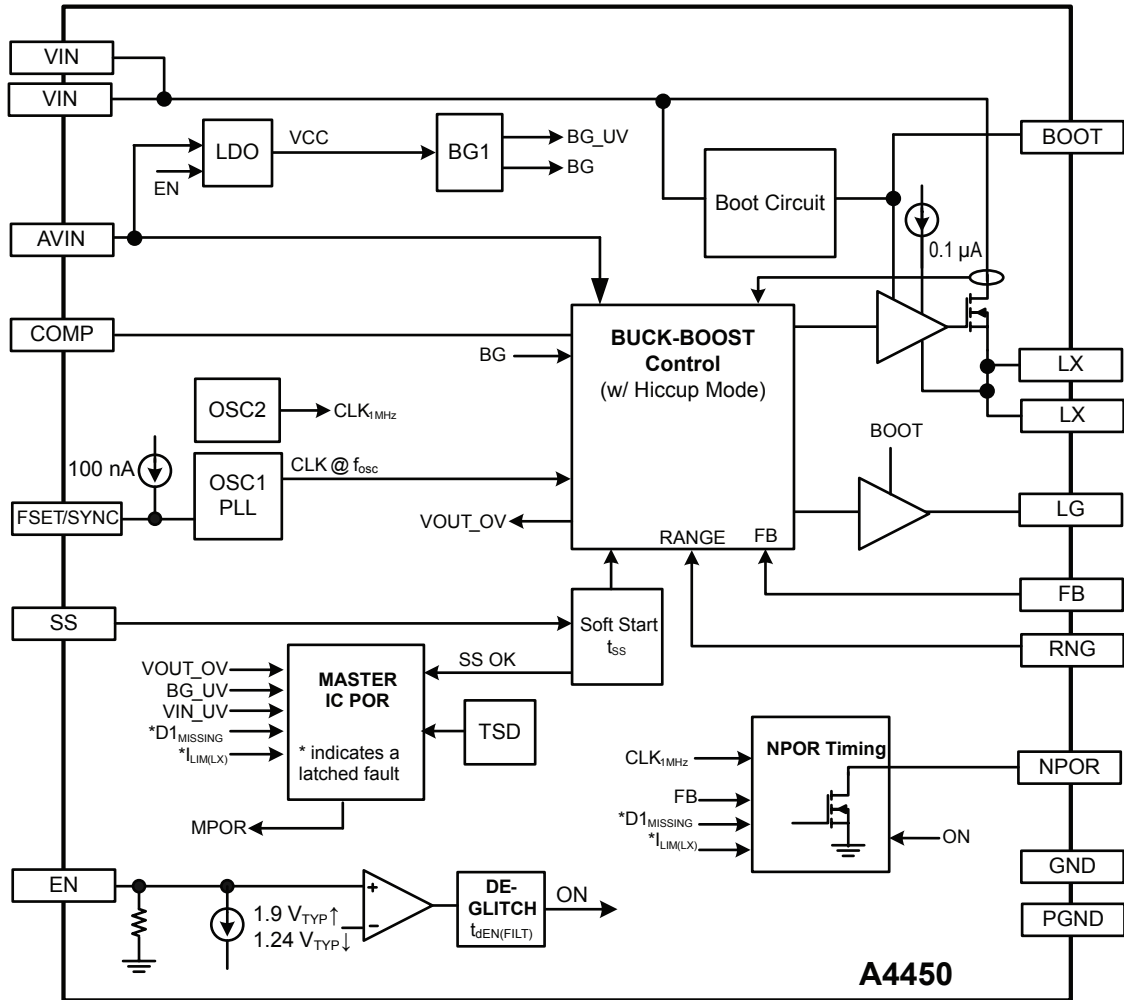 VIN
VIN
AVIN
COMP
FSET/SYNC
SS
EN
LDO
EN
VCC
BG1
BG_UV
BG
Boot Circuit
0.1 µA
BOOT
BUCK-BOOST
Control
(w/ Hiccup Mode)
BG
OSC2
CLK1MHz
100 nA
OSC1
PLL
CLK @ fosc
VOUT_OV
RANGE
FB
BOOT
LX
LX
LG
FB
RNG
Soft Start
tSS
SS OK
VOUT_OV
BG_UV
VIN_UV
*D1MISSING
*ILIM(LX)
MASTER
IC POR
* indicates a
latched fault
TSD
MPOR
NPOR Timing
CLK1MHz
FB
*D1MISSING
*ILIM(LX)
ON
NPOR
GND
PGND
1.9 VTYP↑
1.24 VTYP↓
+
−
DE-
GLITCH
tdEN(FILT)
ON
A4450